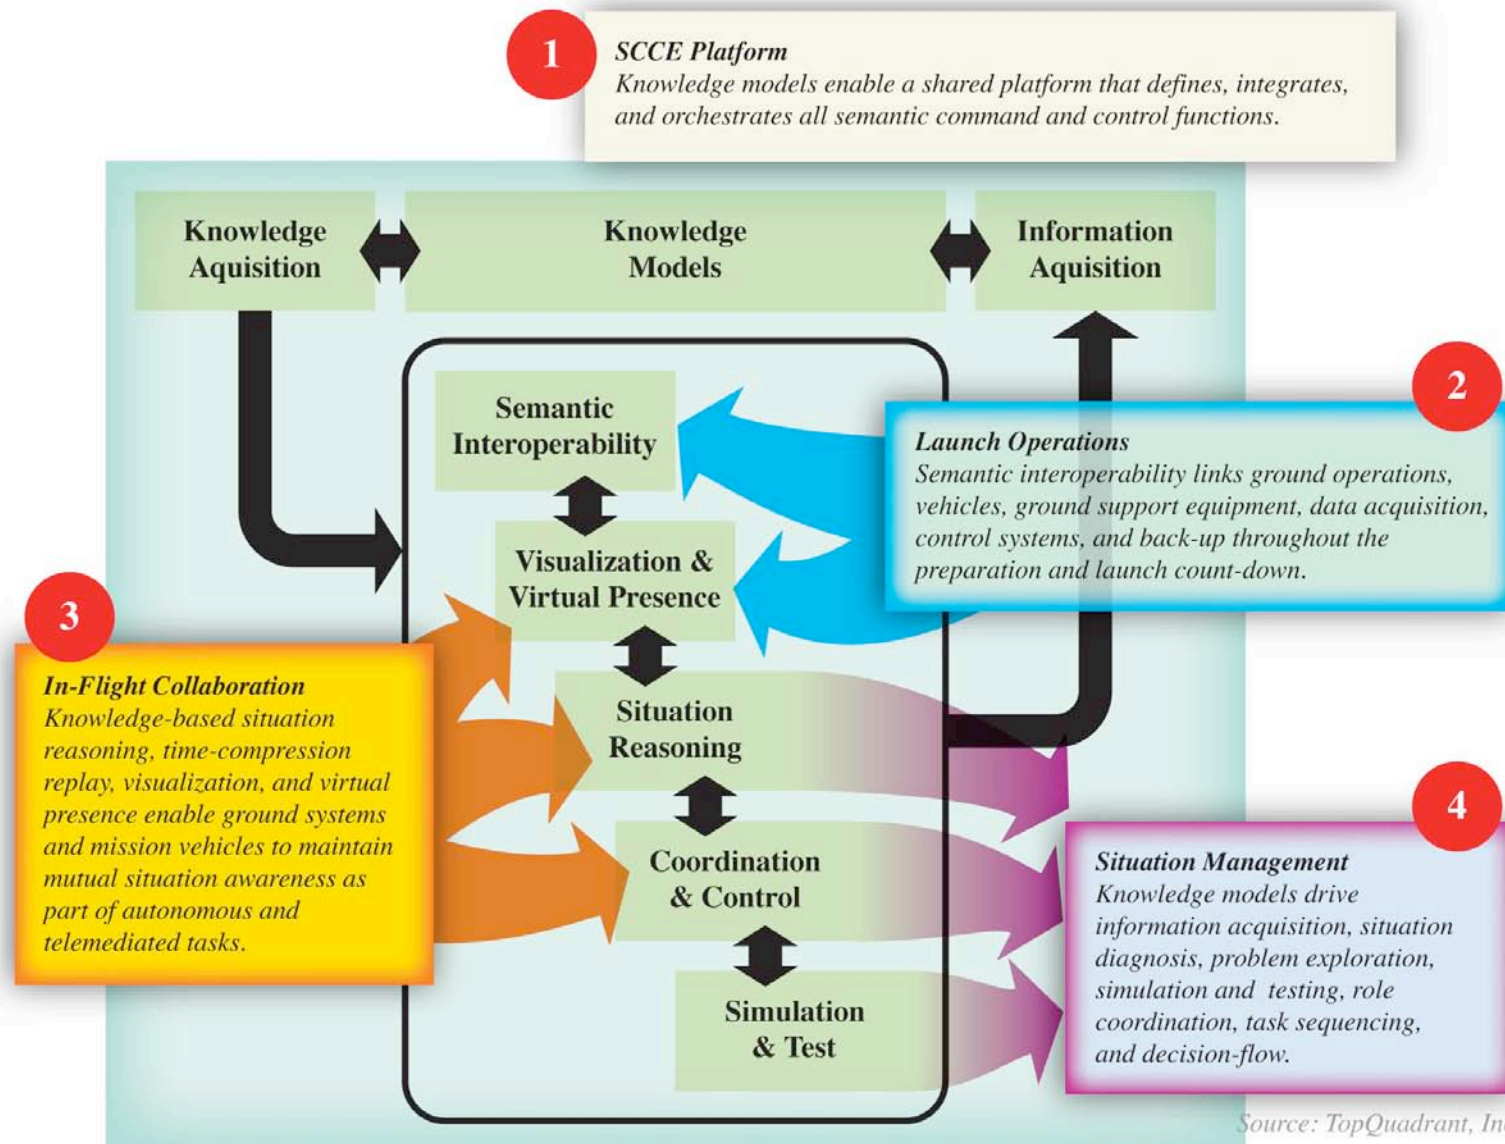 1
SCCE Platform
Knowledge models enable a shared platform that defines, integrates,
and orchestrates all semantic command and control functions.
Knowledge
Aquisition
Knowledge
Models
Information
Aquisition
Semantic
Interoperability
Visualization &
Virtual Presence
Situation
Reasoning
Coordination
& Control
Simulation
& Test
2
Launch Operations
Semantic interoperability links ground operations,
vehicles, ground support equipment, data acquisition,
control systems, and back-up throughout the
preparation and launch count-down.
3
In-Flight Collaboration
Knowledge-based situation
reasoning, time-compression
replay, visualization, and virtual
presence enable ground systems
and mission vehicles to maintain
mutual situation awareness as
part of autonomous and
telemediated tasks.
4
Situation Management
Knowledge models drive
information acquisition, situation
diagnosis, problem exploration,
simulation and testing, role
coordination, task sequencing,
and decision-flow.
Source: TopQuadrant,